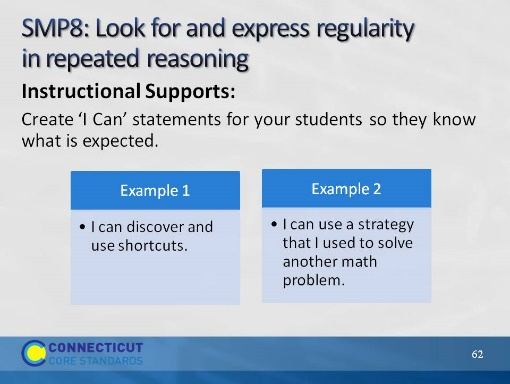 SMP8: Look for and express regularity
in repeated reasoning
Instructional Supports:
Create ‘I Can’ statements for your students so they know
what is expected.
Example 1
• I can discover and
use shortcuts.
Example 2
• I can use a strategy
that I used to solve
another math
problem.
CONNECTICUT
CORE STANDARDS
62